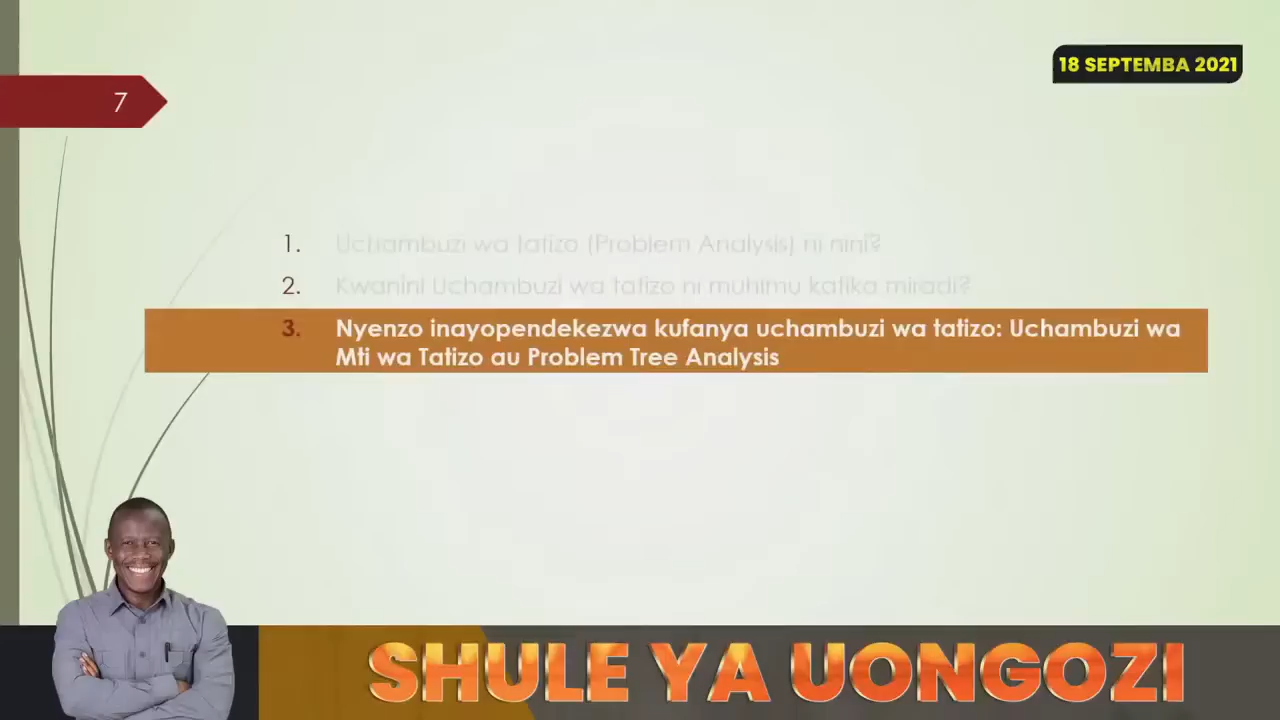 18 SEPTEMBA 2021
7
1. Uchambuzi wa tatizo (Problem Analysis) ni nini?
2. Kwanini Uchambuzi wa tatizo ni muhimu katika miradi?
3. Nyenzo inayopendekezwa kufanya uchambuzi wa tatizo: Uchambuzi wa
Mti wa Tatizo au Problem Tree Analysis
SHULE YA UONGOZI